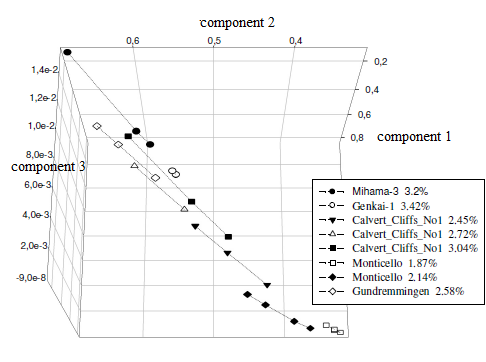 component 2
0,6 0,5 0,4
0,2
0,4
0,6
0,8
component 1
1,4e-2
1,2e-2
1,0e-2
8,0e-3
component 3
6,0e-3
4,0e-3
2,0e-3
-9,0e-8
Mihama-3 3.2%
Genkai-1 3.42%
Calvert_Cliffs_No1 2.45%
Calvert_Cliffs_No1 2.72%
Calvert_Cliffs_No1 3.04%
Monticello 1.87%
Monticello 2.14%
Gundremmingen 2.58%